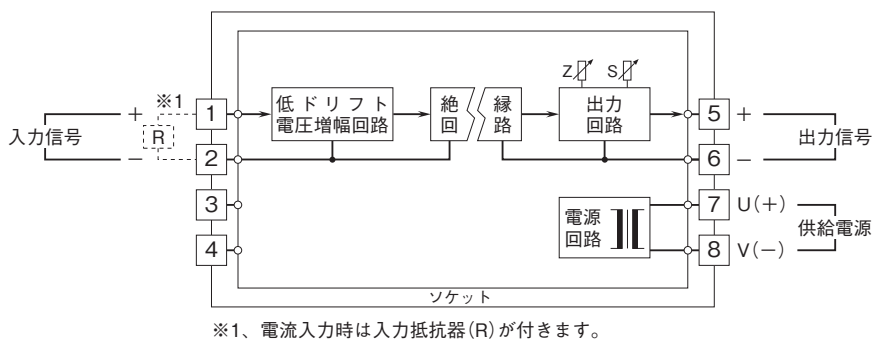 ※1
入力信号
+
−
R
1
2
3
4
低ドリフト
電圧増幅回路
絶 縁
回 路
Z
S
出力
回路
電源
回路
5
6
7
8
+
−
出力信号
U(+)
V(−)
供給電源
ソケット
※1、電流入力時は入力抵抗器(R)が付きます。